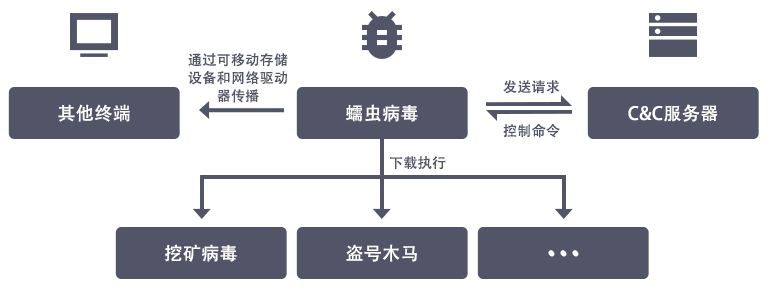 通过可移动存储
设备和网络驱动
器传播
发送请求
其他终端
蠕虫病毒
C&C服务器
控制命令
下载执行
挖矿病毒
盗号木马
•••